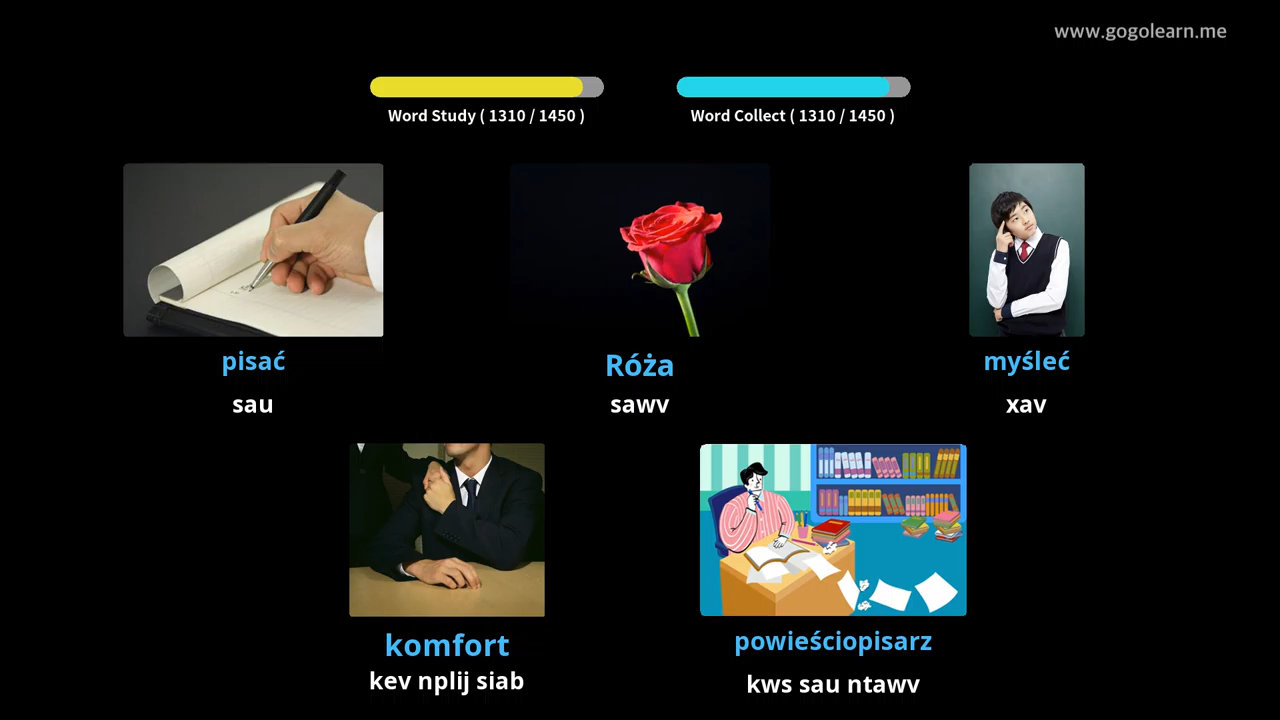 www.gogolearn.me
Word Study ( 1310 / 1450 )
Word Collect ( 1310 / 1450 )
pisać
Róża
myśleć
sau
sawv
xav
komfort
powieściopisarz
kev nplij siab
kws sau ntawv